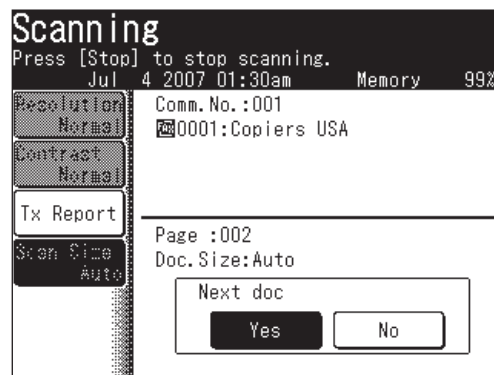 Scanning
Press [Stop] to stop scanning.
Jul 4 2007 01:30am Memory 99%
Resolution
Normal
Contrast
Normal
Tx Report
Scan Size
Auto
Comm.No.:001
FAX0001:Copiers USA
Page :002
Doc.Size:Auto
Next doc
Yes No